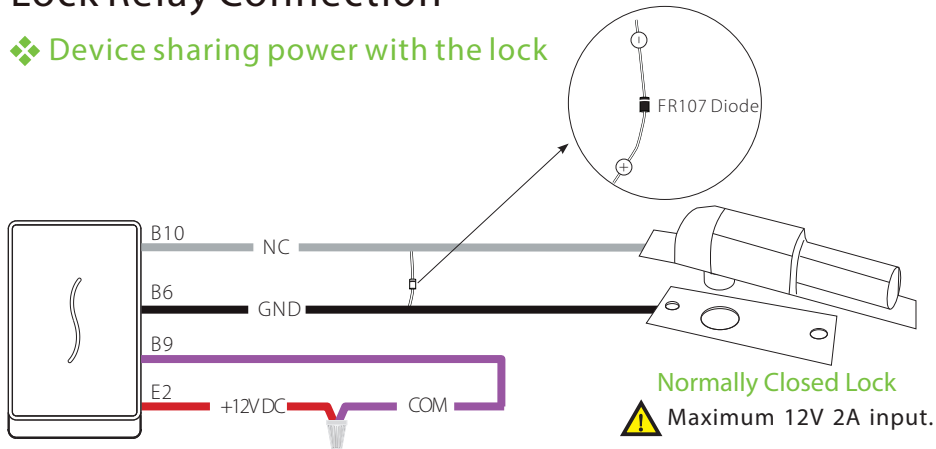 Lock Relay Connection
Device sharing power with the lock
FR107 Diode
B10
NC
B6
GND
B9
E2
+12V DC
COM
Normally Closed Lock
Maximum 12V 2A input.